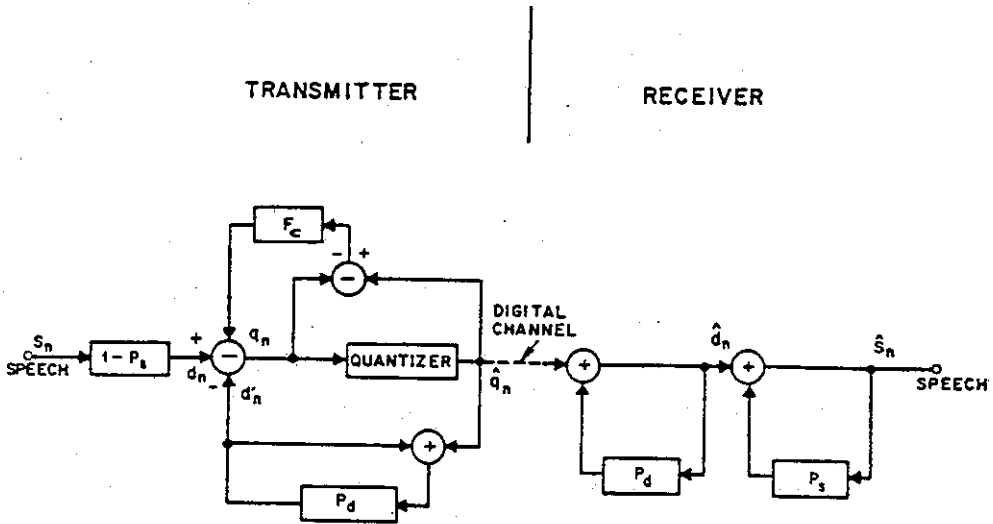 TRANSMITTER
RECEIVER
F_c
- +
-
DIGITAL
CHANNEL
S_n
SPEECH
1 - P_s
+
d_n
-
-
d'_n
q_n
QUANTIZER
q̂_n
+
d̂_n
+
ŝ_n
SPEECH
+
P_d
P_d
P_s